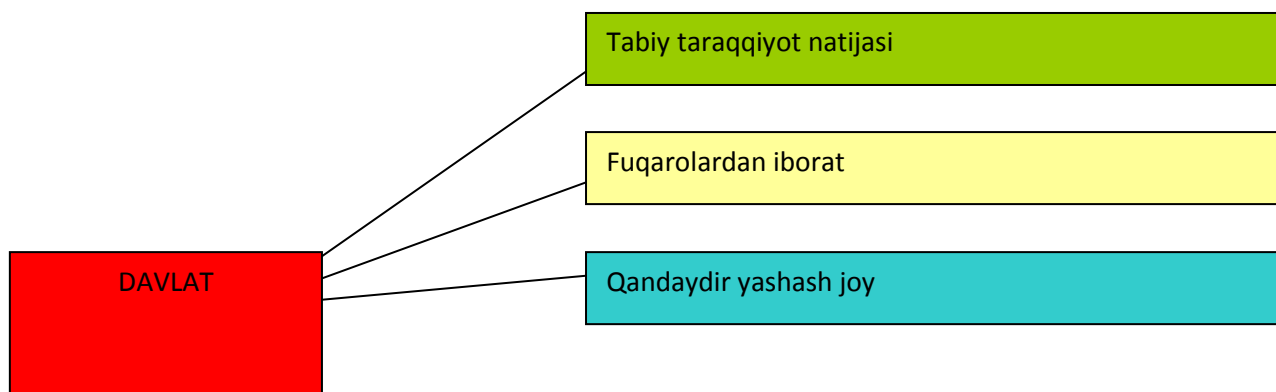 Tabiy taraqqiyot natijasi
Fuqarolardan iborat
DAVLAT
Qandaydir yashash joy